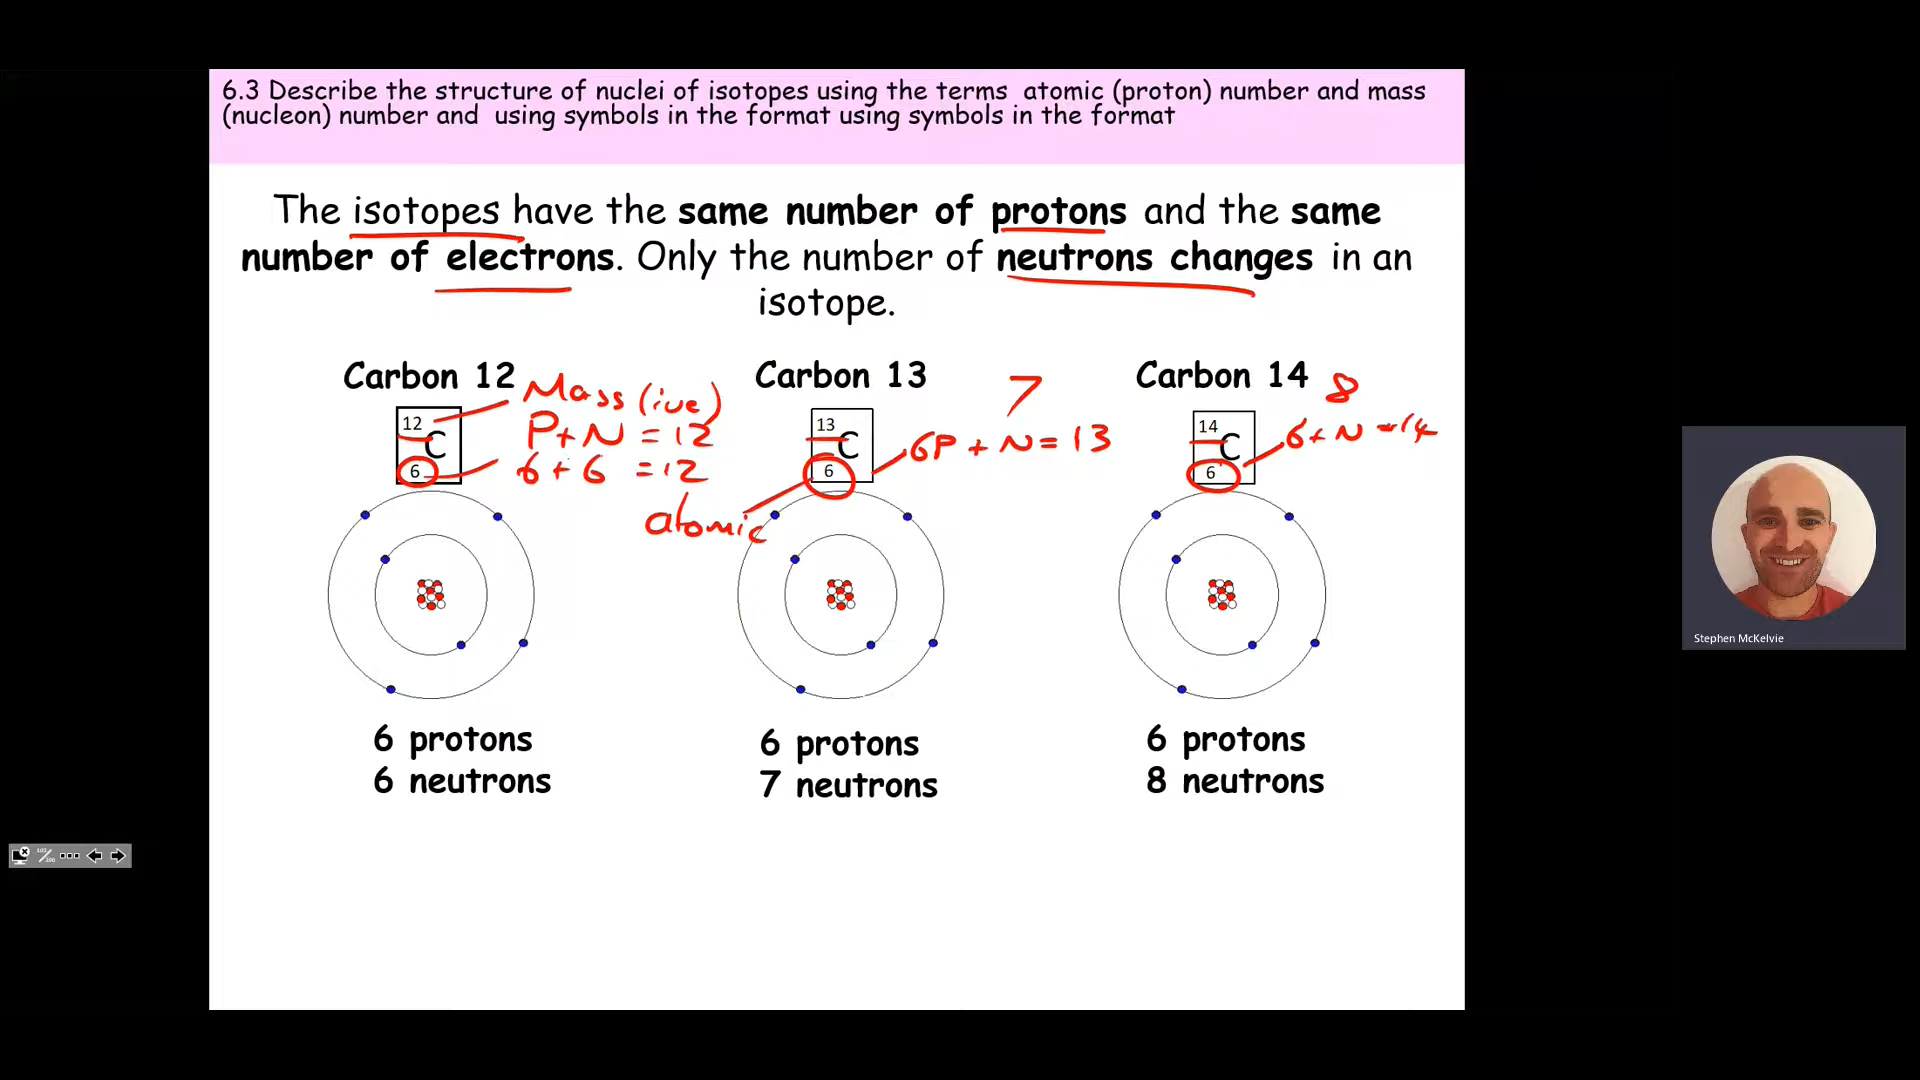 6.3 Describe the structure of nuclei of isotopes using the terms atomic (proton) number and mass
(nucleon) number and using symbols in the format using symbols in the format
The isotopes have the same number of protons and the same
number of electrons. Only the number of neutrons changes in an
isotope.
Carbon 12
12
C
6
Mass (ive)
P + N = 12
6 + 6 = 12
atomic
Carbon 13
7
13
C
6
6P + N = 13
Carbon 14
8
14
C
6
6 + N = 14
6 protons
6 neutrons
6 protons
7 neutrons
6 protons
8 neutrons
Stephen McKelvie